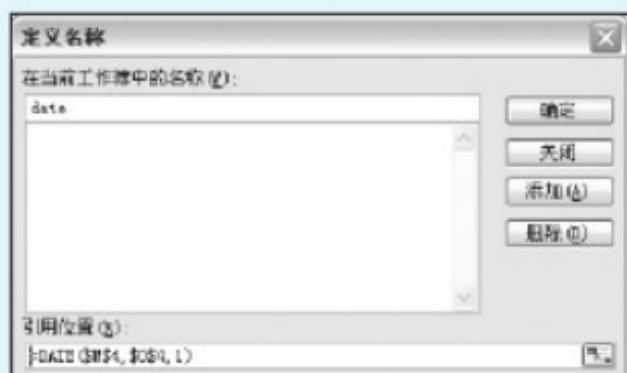 定义名称
在当前工作簿中的名称(W):
date
确定
关闭
添加(A)
删除(D)
引用位置(R):
=DATE($M$4,$O$4,1)